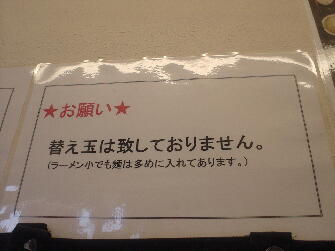 ★お願い★
替え玉は致しておりません。
(ラーメン小でも麺は多めに入れてあります。)